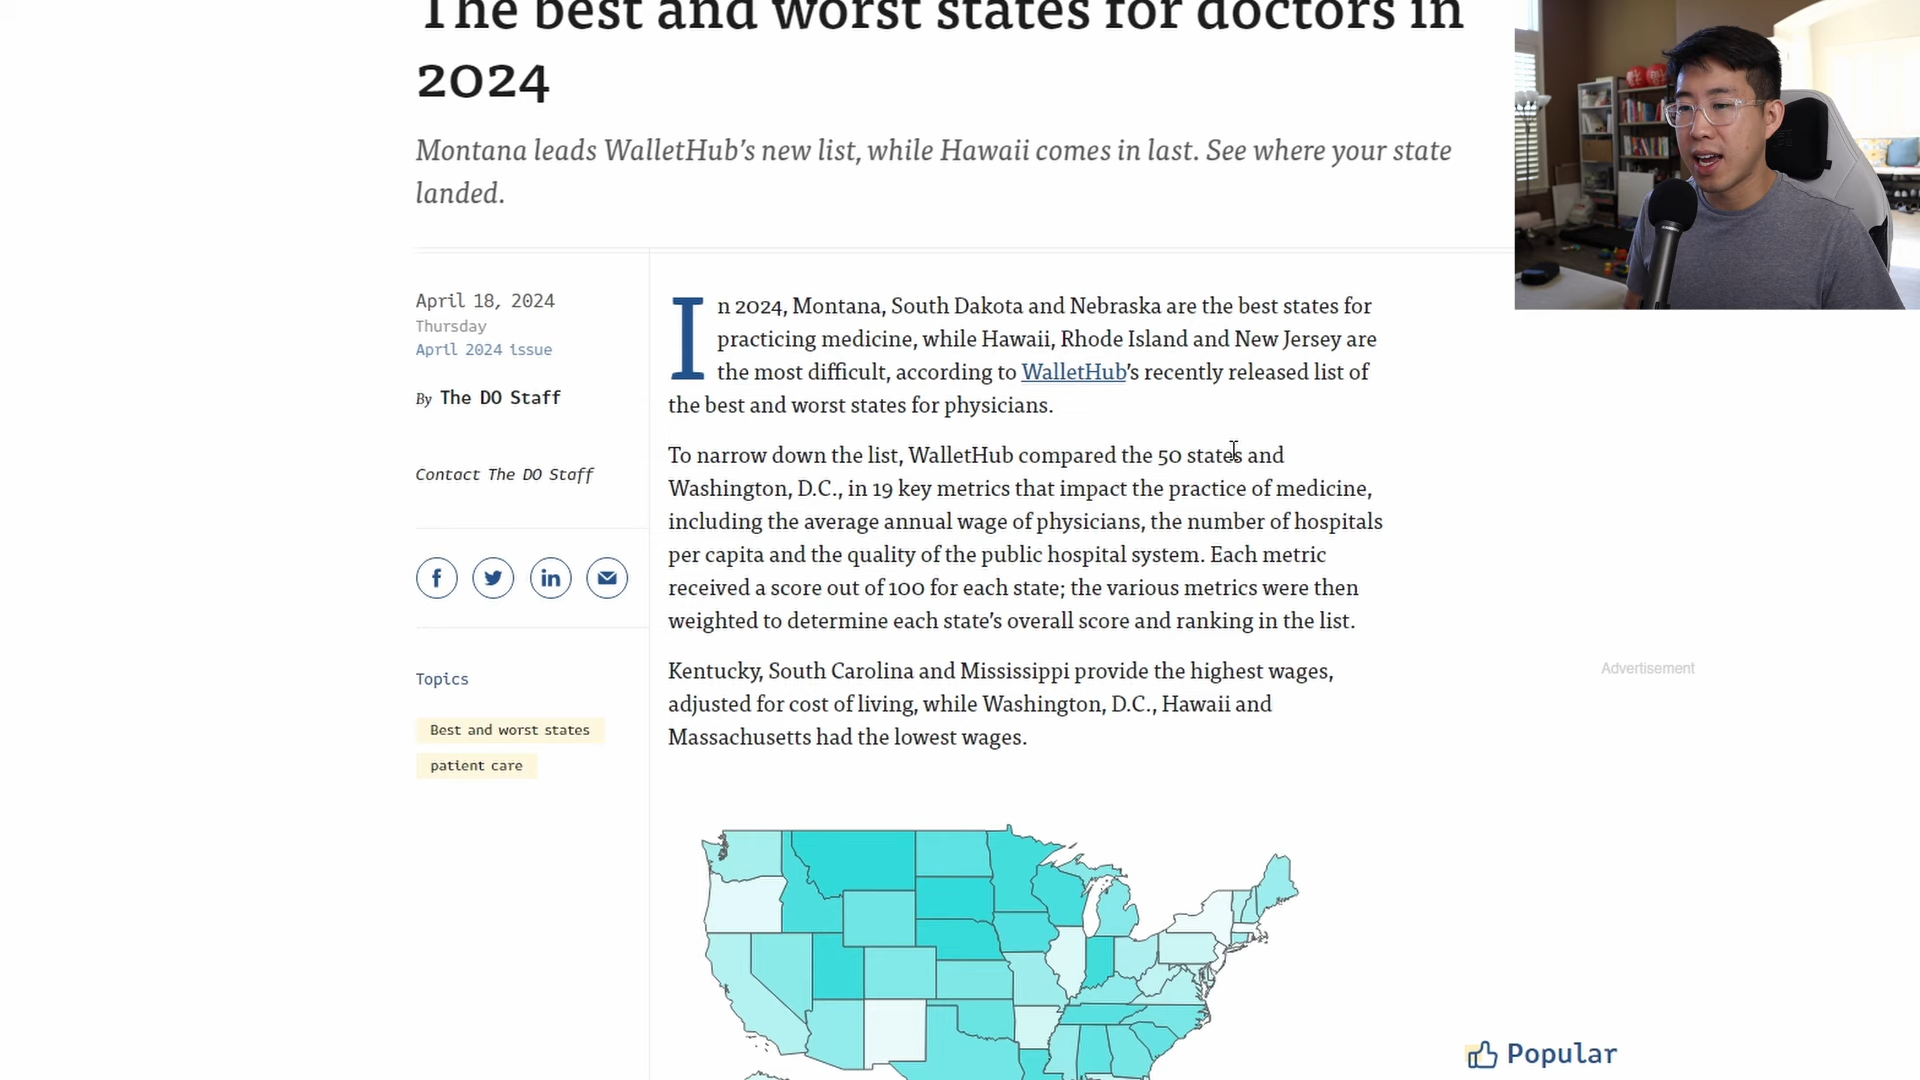 The best and worst states for doctors in
2024
Montana leads WalletHub’s new list, while Hawaii comes in last. See where your state
landed.
April 18, 2024
Thursday
April 2024 issue
By The DO Staff
Contact The DO Staff
Topics
Best and worst states
patient care
In 2024, Montana, South Dakota and Nebraska are the best states for
practicing medicine, while Hawaii, Rhode Island and New Jersey are
the most difficult, according to WalletHub’s recently released list of
the best and worst states for physicians.
To narrow down the list, WalletHub compared the 50 states and
Washington, D.C., in 19 key metrics that impact the practice of medicine,
including the average annual wage of physicians, the number of hospitals
per capita and the quality of the public hospital system. Each metric
received a score out of 100 for each state; the various metrics were then
weighted to determine each state’s overall score and ranking in the list.
Kentucky, South Carolina and Mississippi provide the highest wages,
adjusted for cost of living, while Washington, D.C., Hawaii and
Massachusetts had the lowest wages.
Advertisement
Popular